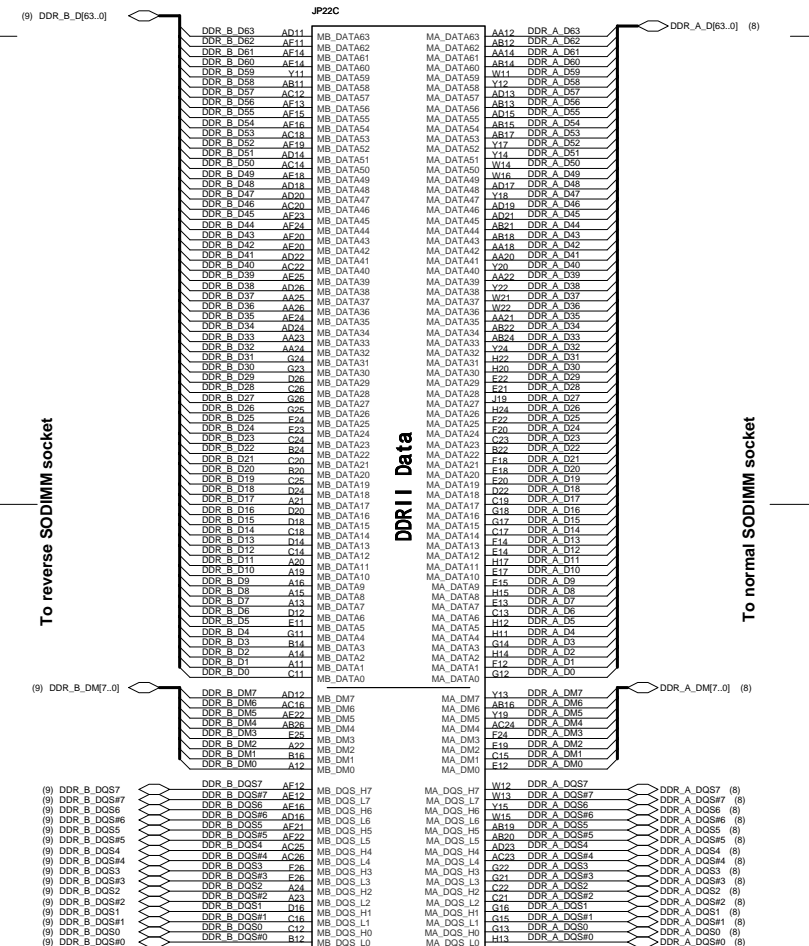 JP22C
(9) DDR_B_D[63..0]
DDR_A_D[63..0] (8)
DDR_B_D63 AD11 MB_DATA63 MA_DATA63 AA12 DDR_A_D63
DDR_B_D62 AF11 MB_DATA62 MA_DATA62 AB12 DDR_A_D62
DDR_B_D61 AF14 MB_DATA61 MA_DATA61 AA14 DDR_A_D61
DDR_B_D60 AE14 MB_DATA60 MA_DATA60 AB14 DDR_A_D60
DDR_B_D59 Y11 MB_DATA59 MA_DATA59 W11 DDR_A_D59
DDR_B_D58 AB11 MB_DATA58 MA_DATA58 Y12 DDR_A_D58
DDR_B_D57 AC12 MB_DATA57 MA_DATA57 AD13 DDR_A_D57
DDR_B_D56 AF13 MB_DATA56 MA_DATA56 AB13 DDR_A_D56
DDR_B_D55 AF15 MB_DATA55 MA_DATA55 AD15 DDR_A_D55
DDR_B_D54 AF16 MB_DATA54 MA_DATA54 AB15 DDR_A_D54
DDR_B_D53 AC18 MB_DATA53 MA_DATA53 AB17 DDR_A_D53
DDR_B_D52 AF19 MB_DATA52 MA_DATA52 Y17 DDR_A_D52
DDR_B_D51 AD14 MB_DATA51 MA_DATA51 Y14 DDR_A_D51
DDR_B_D50 AC14 MB_DATA50 MA_DATA50 W14 DDR_A_D50
DDR_B_D49 AE18 MB_DATA49 MA_DATA49 W16 DDR_A_D49
DDR_B_D48 AD18 MB_DATA48 MA_DATA48 AD17 DDR_A_D48
DDR_B_D47 AD20 MB_DATA47 MA_DATA47 Y18 DDR_A_D47
DDR_B_D46 AC20 MB_DATA46 MA_DATA46 AD19 DDR_A_D46
DDR_B_D45 AF23 MB_DATA45 MA_DATA45 AD21 DDR_A_D45
DDR_B_D44 AF24 MB_DATA44 MA_DATA44 AB21 DDR_A_D44
DDR_B_D43 AF20 MB_DATA43 MA_DATA43 AB18 DDR_A_D43
DDR_B_D42 AE20 MB_DATA42 MA_DATA42 AA18 DDR_A_D42
DDR_B_D41 AD22 MB_DATA41 MA_DATA41 AA20 DDR_A_D41
DDR_B_D40 AC22 MB_DATA40 MA_DATA40 Y20 DDR_A_D40
DDR_B_D39 AE25 MB_DATA39 MA_DATA39 AA22 DDR_A_D39
DDR_B_D38 AD26 MB_DATA38 MA_DATA38 Y22 DDR_A_D38
DDR_B_D37 AA25 MB_DATA37 MA_DATA37 W21 DDR_A_D37
DDR_B_D36 AA26 MB_DATA36 MA_DATA36 W22 DDR_A_D36
DDR_B_D35 AE24 MB_DATA35 MA_DATA35 AA21 DDR_A_D35
DDR_B_D34 AD24 MB_DATA34 MA_DATA34 AB22 DDR_A_D34
DDR_B_D33 AA23 MB_DATA33 MA_DATA33 AB24 DDR_A_D33
DDR_B_D32 AA24 MB_DATA32 MA_DATA32 Y24 DDR_A_D32
DDR_B_D31 G24 MB_DATA31 MA_DATA31 H22 DDR_A_D31
DDR_B_D30 G23 MB_DATA30 MA_DATA30 H20 DDR_A_D30
DDR_B_D29 D26 MB_DATA29 MA_DATA29 E22 DDR_A_D29
DDR_B_D28 C26 MB_DATA28 MA_DATA28 E21 DDR_A_D28
DDR_B_D27 G26 MB_DATA27 MA_DATA27 J19 DDR_A_D27
DDR_B_D26 G25 MB_DATA26 MA_DATA26 H24 DDR_A_D26
DDR_B_D25 E24 MB_DATA25 MA_DATA25 F22 DDR_A_D25
DDR_B_D24 E23 MB_DATA24 MA_DATA24 F20 DDR_A_D24
DDR_B_D23 C24 MB_DATA23 MA_DATA23 C23 DDR_A_D23
DDR_B_D22 B24 MB_DATA22 MA_DATA22 B22 DDR_A_D22
DDR_B_D21 C20 MB_DATA21 MA_DATA21 F18 DDR_A_D21
DDR_B_D20 B20 MB_DATA20 MA_DATA20 E18 DDR_A_D20
DDR_B_D19 C25 MB_DATA19 MA_DATA19 E20 DDR_A_D19
DDR_B_D18 D24 MB_DATA18 MA_DATA18 D22 DDR_A_D18
DDR_B_D17 A21 MB_DATA17 MA_DATA17 C19 DDR_A_D17
DDR_B_D16 D20 MB_DATA16 MA_DATA16 G18 DDR_A_D16
DDR_B_D15 D18 MB_DATA15 MA_DATA15 G17 DDR_A_D15
DDR_B_D14 C18 MB_DATA14 MA_DATA14 C17 DDR_A_D14
DDR_B_D13 D14 MB_DATA13 MA_DATA13 F14 DDR_A_D13
DDR_B_D12 C14 MB_DATA12 MA_DATA12 E14 DDR_A_D12
DDR_B_D11 A20 MB_DATA11 MA_DATA11 H17 DDR_A_D11
DDR_B_D10 A19 MB_DATA10 MA_DATA10 E17 DDR_A_D10
DDR_B_D9 A16 MB_DATA9 MA_DATA9 E15 DDR_A_D9
DDR_B_D8 A15 MB_DATA8 MA_DATA8 H15 DDR_A_D8
DDR_B_D7 A13 MB_DATA7 MA_DATA7 E13 DDR_A_D7
DDR_B_D6 D12 MB_DATA6 MA_DATA6 C13 DDR_A_D6
DDR_B_D5 E11 MB_DATA5 MA_DATA5 H12 DDR_A_D5
DDR_B_D4 G11 MB_DATA4 MA_DATA4 H11 DDR_A_D4
DDR_B_D3 B14 MB_DATA3 MA_DATA3 G14 DDR_A_D3
DDR_B_D2 A14 MB_DATA2 MA_DATA2 H14 DDR_A_D2
DDR_B_D1 A11 MB_DATA1 MA_DATA1 F12 DDR_A_D1
DDR_B_D0 C11 MB_DATA0 MA_DATA0 G12 DDR_A_D0
To reverse SODIMM socket
DDRII Data
To normal SODIMM socket
(9) DDR_B_DM[7..0]
DDR_A_DM[7..0] (8)
DDR_B_DM7 AD12 MB_DM7 MA_DM7 Y13 DDR_A_DM7
DDR_B_DM6 AC16 MB_DM6 MA_DM6 AB16 DDR_A_DM6
DDR_B_DM5 AE22 MB_DM5 MA_DM5 Y19 DDR_A_DM5
DDR_B_DM4 AB26 MB_DM4 MA_DM4 AC24 DDR_A_DM4
DDR_B_DM3 E25 MB_DM3 MA_DM3 F24 DDR_A_DM3
DDR_B_DM2 A22 MB_DM2 MA_DM2 E19 DDR_A_DM2
DDR_B_DM1 B16 MB_DM1 MA_DM1 C15 DDR_A_DM1
DDR_B_DM0 A12 MB_DM0 MA_DM0 E12 DDR_A_DM0
(9) DDR_B_DQS7 DDR_B_DQS7 AF12 MB_DQS_H7 MA_DQS_H7 W12 DDR_A_DQS7 DDR_A_DQS7 (8)
(9) DDR_B_DQS#7 DDR_B_DQS#7 AE12 MB_DQS_L7 MA_DQS_L7 W13 DDR_A_DQS#7 DDR_A_DQS#7 (8)
(9) DDR_B_DQS6 DDR_B_DQS6 AE16 MB_DQS_H6 MA_DQS_H6 Y15 DDR_A_DQS6 DDR_A_DQS6 (8)
(9) DDR_B_DQS#6 DDR_B_DQS#6 AD16 MB_DQS_L6 MA_DQS_L6 W15 DDR_A_DQS#6 DDR_A_DQS#6 (8)
(9) DDR_B_DQS5 DDR_B_DQS5 AF21 MB_DQS_H5 MA_DQS_H5 AB19 DDR_A_DQS5 DDR_A_DQS5 (8)
(9) DDR_B_DQS#5 DDR_B_DQS#5 AF22 MB_DQS_L5 MA_DQS_L5 AB20 DDR_A_DQS#5 DDR_A_DQS#5 (8)
(9) DDR_B_DQS4 DDR_B_DQS4 AC25 MB_DQS_H4 MA_DQS_H4 AD23 DDR_A_DQS4 DDR_A_DQS4 (8)
(9) DDR_B_DQS#4 DDR_B_DQS#4 AC26 MB_DQS_L4 MA_DQS_L4 AC23 DDR_A_DQS#4 DDR_A_DQS#4 (8)
(9) DDR_B_DQS3 DDR_B_DQS3 F26 MB_DQS_H3 MA_DQS_H3 G22 DDR_A_DQS3 DDR_A_DQS3 (8)
(9) DDR_B_DQS#3 DDR_B_DQS#3 E26 MB_DQS_L3 MA_DQS_L3 G21 DDR_A_DQS#3 DDR_A_DQS#3 (8)
(9) DDR_B_DQS2 DDR_B_DQS2 A24 MB_DQS_H2 MA_DQS_H2 C22 DDR_A_DQS2 DDR_A_DQS2 (8)
(9) DDR_B_DQS#2 DDR_B_DQS#2 A23 MB_DQS_L2 MA_DQS_L2 C21 DDR_A_DQS#2 DDR_A_DQS#2 (8)
(9) DDR_B_DQS1 DDR_B_DQS1 D16 MB_DQS_H1 MA_DQS_H1 G16 DDR_A_DQS1 DDR_A_DQS1 (8)
(9) DDR_B_DQS#1 DDR_B_DQS#1 C16 MB_DQS_L1 MA_DQS_L1 G15 DDR_A_DQS#1 DDR_A_DQS#1 (8)
(9) DDR_B_DQS0 DDR_B_DQS0 C12 MB_DQS_H0 MA_DQS_H0 G13 DDR_A_DQS0 DDR_A_DQS0 (8)
(9) DDR_B_DQS#0 DDR_B_DQS#0 B12 MB_DQS_L0 MA_DQS_L0 H13 DDR_A_DQS#0 DDR_A_DQS#0 (8)